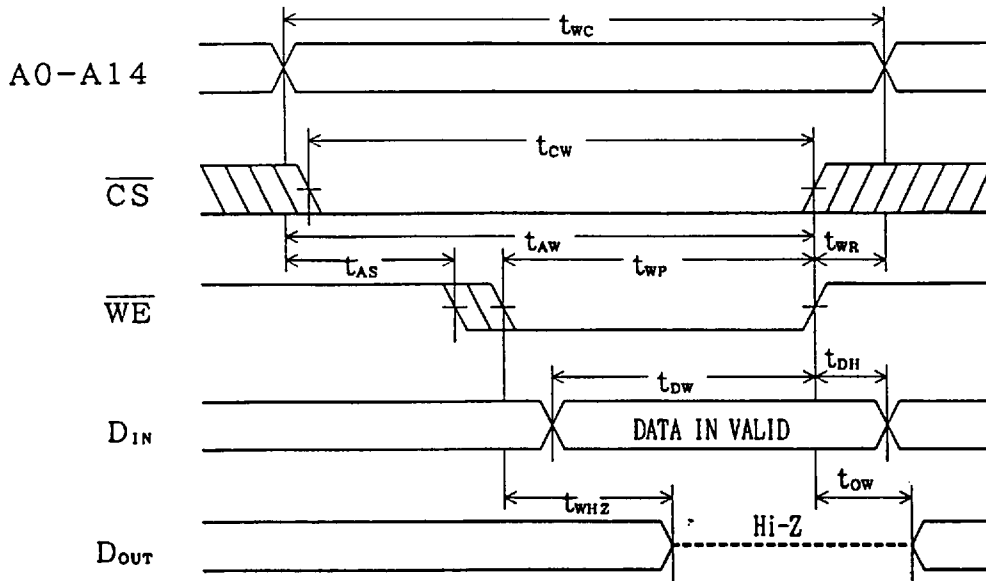 tWC
A0-A14
tCW
CS
tAW
tWR
tAS
tWP
WE
tDW
tDH
DIN
DATA IN VALID
tWHZ
tOW
Hi-Z
DOUT